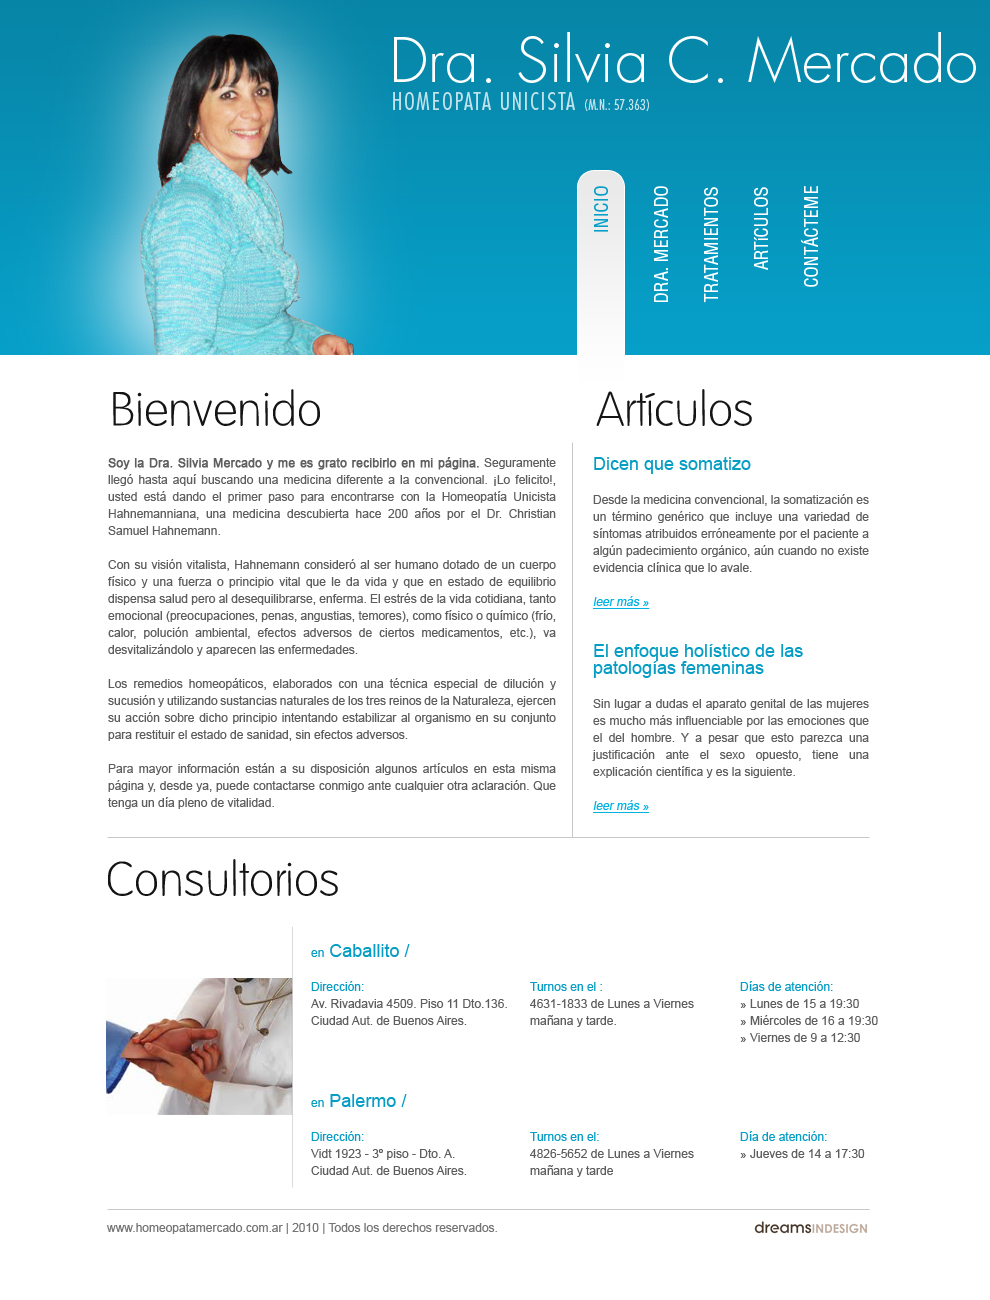 Dra. Silvia C. Mercado
HOMEOPATA UNICISTA (M.N.: 57.363)
INICIO
DRA. MERCADO
TRATAMIENTOS
ARTíCULOS
CONTÁCTEME
Bienvenido
Soy la Dra. Silvia Mercado y me es grato recibirlo en mi página. Seguramente
llegó hasta aquí buscando una medicina diferente a la convencional. ¡Lo felicito!,
usted está dando el primer paso para encontrarse con la Homeopatía Unicista
Hahnemanniana, una medicina descubierta hace 200 años por el Dr. Christian
Samuel Hahnemann.
Con su visión vitalista, Hahnemann consideró al ser humano dotado de un cuerpo
físico y una fuerza o principio vital que le da vida y que en estado de equilibrio
dispensa salud pero al desequilibrarse, enferma. El estrés de la vida cotidiana, tanto
emocional (preocupaciones, penas, angustias, temores), como físico o químico (frío,
calor, polución ambiental, efectos adversos de ciertos medicamentos, etc.), va
desvitalizándolo y aparecen las enfermedades.
Los remedios homeopáticos, elaborados con una técnica especial de dilución y
sucusión y utilizando sustancias naturales de los tres reinos de la Naturaleza, ejercen
su acción sobre dicho principio intentando estabilizar al organismo en su conjunto
para restituir el estado de sanidad, sin efectos adversos.
Para mayor información están a su disposición algunos artículos en esta misma
página y, desde ya, puede contactarse conmigo ante cualquier otra aclaración. Que
tenga un día pleno de vitalidad.
Artículos
Dicen que somatizo
Desde la medicina convencional, la somatización es
un término genérico que incluye una variedad de
síntomas atribuidos erróneamente por el paciente a
algún padecimiento orgánico, aún cuando no existe
evidencia clínica que lo avale.
leer más »
El enfoque holístico de las
patologías femeninas
Sin lugar a dudas el aparato genital de las mujeres
es mucho más influenciable por las emociones que
el del hombre. Y a pesar que esto parezca una
justificación ante el sexo opuesto, tiene una
explicación científica y es la siguiente.
leer más »
Consultorios
en Caballito /
Dirección:
Av. Rivadavia 4509. Piso 11 Dto.136.
Ciudad Aut. de Buenos Aires.
Turnos en el :
4631-1833 de Lunes a Viernes
mañana y tarde.
Días de atención:
» Lunes de 15 a 19:30
» Miércoles de 16 a 19:30
» Viernes de 9 a 12:30
en Palermo /
Dirección:
Vidt 1923 - 3º piso - Dto. A.
Ciudad Aut. de Buenos Aires.
Turnos en el:
4826-5652 de Lunes a Viernes
mañana y tarde
Día de atención:
» Jueves de 14 a 17:30
www.homeopatamercado.com.ar | 2010 | Todos los derechos reservados.
dreamsINDESIGN